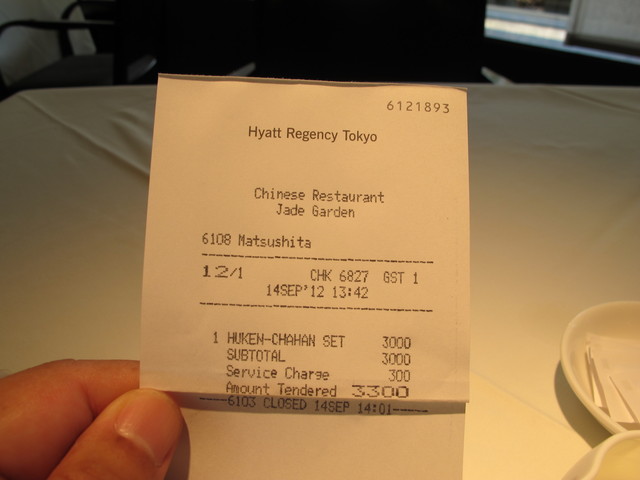 6121893
Hyatt Regency Tokyo
Chinese Restaurant
Jade Garden
6108 Matsushita
12/1 CHK 6827 GST 1
14SEP'12 13:42
1 HUKEN-CHAHAN SET 3000
SUBTOTAL 3000
Service Charge 300
Amount Tendered 3300
----6103 CLOSED 14SEP 14:01-----